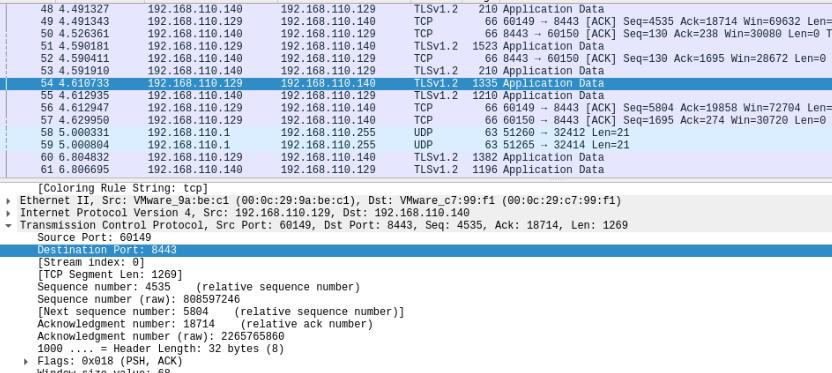 48 4.491327 192.168.110.140 192.168.110.129 TLSv1.2 210 Application Data
49 4.491343 192.168.110.129 192.168.110.140 TCP 66 60149 → 8443 [ACK] Seq=4535 Ack=18714 Win=69632 Len=
50 4.526361 192.168.110.140 192.168.110.129 TCP 66 8443 → 60150 [ACK] Seq=130 Ack=238 Win=30080 Len=0 T
51 4.590181 192.168.110.129 192.168.110.140 TLSv1.2 1523 Application Data
52 4.590411 192.168.110.140 192.168.110.129 TCP 66 8443 → 60150 [ACK] Seq=130 Ack=1695 Win=28672 Len=0
53 4.591910 192.168.110.140 192.168.110.129 TLSv1.2 210 Application Data
54 4.610733 192.168.110.129 192.168.110.140 TLSv1.2 1335 Application Data
55 4.612935 192.168.110.140 192.168.110.129 TLSv1.2 1210 Application Data
56 4.612947 192.168.110.129 192.168.110.140 TCP 66 60149 → 8443 [ACK] Seq=5804 Ack=19858 Win=72704 Len=
57 4.629950 192.168.110.129 192.168.110.140 TCP 66 60150 → 8443 [ACK] Seq=1695 Ack=274 Win=30720 Len=0
58 5.000331 192.168.110.1 192.168.110.255 UDP 63 51260 → 32412 Len=21
59 5.000804 192.168.110.1 192.168.110.255 UDP 63 51265 → 32414 Len=21
60 6.804832 192.168.110.129 192.168.110.140 TLSv1.2 1382 Application Data
61 6.806695 192.168.110.140 192.168.110.129 TLSv1.2 1196 Application Data
[Coloring Rule String: tcp]
Ethernet II, Src: VMware_9a:be:c1 (00:0c:29:9a:be:c1), Dst: VMware_c7:99:f1 (00:0c:29:c7:99:f1)
Internet Protocol Version 4, Src: 192.168.110.129, Dst: 192.168.110.140
Transmission Control Protocol, Src Port: 60149, Dst Port: 8443, Seq: 4535, Ack: 18714, Len: 1269
Source Port: 60149
Destination Port: 8443
[Stream index: 0]
[TCP Segment Len: 1269]
Sequence number: 4535 (relative sequence number)
Sequence number (raw): 808597246
[Next sequence number: 5804 (relative sequence number)]
Acknowledgment number: 18714 (relative ack number)
Acknowledgment number (raw): 2265765860
1000 .... = Header Length: 32 bytes (8)
Flags: 0x018 (PSH, ACK)
Window size value: 68